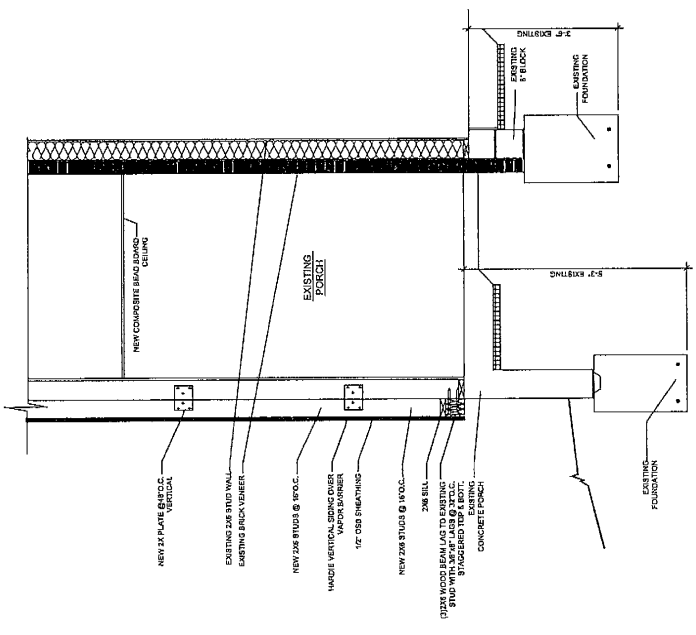 NEW 2X PLATE @48"O.C.
VERTICAL
EXISTING 2X6 STUD WALL
EXISTING BRICK VENEER
NEW 2X6 STUDS @ 16"O.C.
HARDIE VERTICAL SIDING OVER
VAPOR BARRIER
1/2" OSB SHEATHING
NEW 2X6 STUDS @ 16"O.C.
2X6 SILL
(3)2X6 WOOD BEAM LAG TO EXISTING
STUD WITH 3/8"x6" LAGS @ 32"O.C.
STAGGERED TOP & BOTT.
EXISTING
CONCRETE PORCH
EXISTING
FOUNDATION
NEW COMPOSITE BEAD BOARD
CEILING
EXISTING
PORCH
5'-3" EXISTING
3'-6" EXISTING
EXISTING
6" BLOCK
EXISTING
FOUNDATION